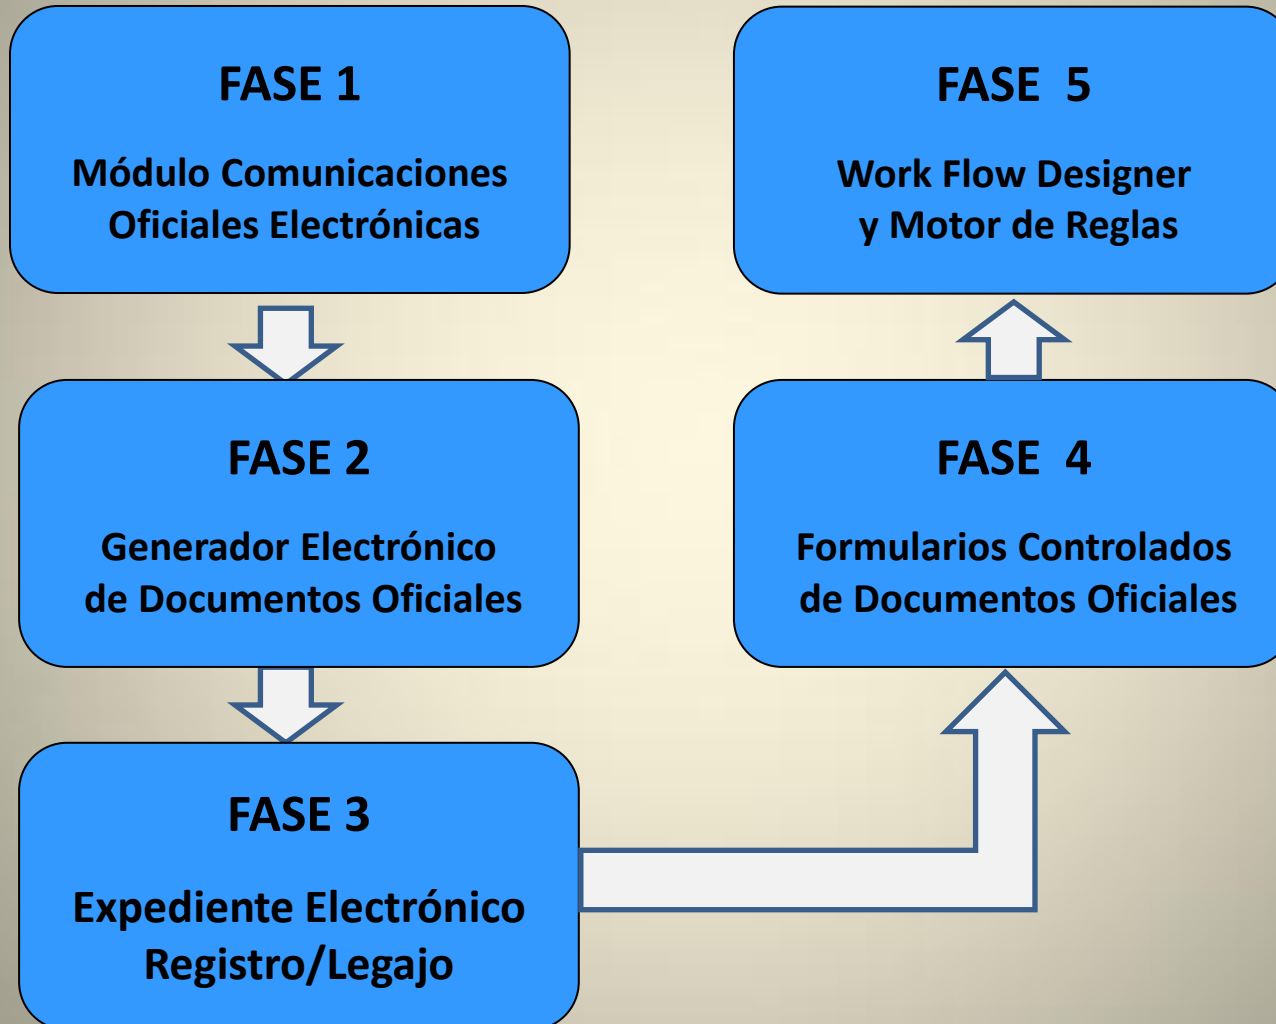 FASE 1
Módulo Comunicaciones
Oficiales Electrónicas
FASE 2
Generador Electrónico
de Documentos Oficiales
FASE 3
Expediente Electrónico
Registro/Legajo
FASE 4
Formularios Controlados
de Documentos Oficiales
FASE 5
Work Flow Designer
y Motor de Reglas